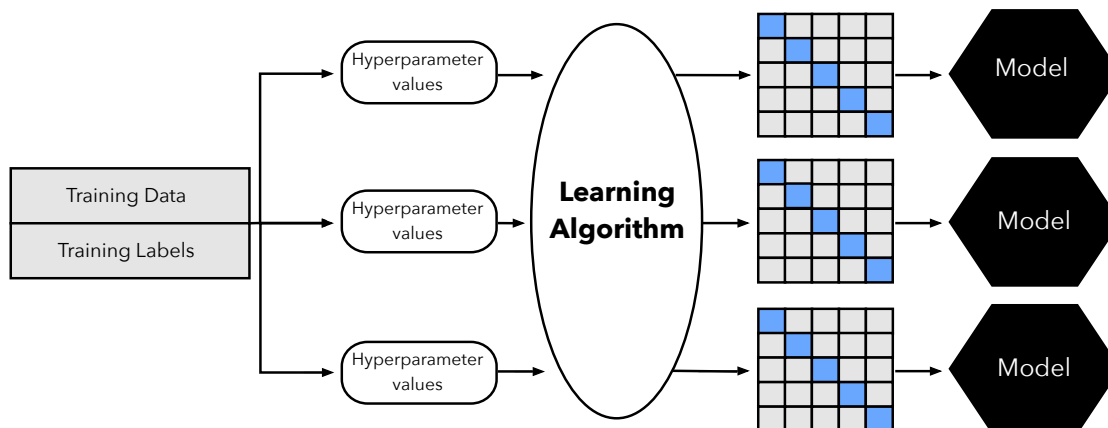 Hyperparameter
values
Model
Training Data
Training Labels
Hyperparameter
values
Learning
Algorithm
Model
Hyperparameter
values
Model